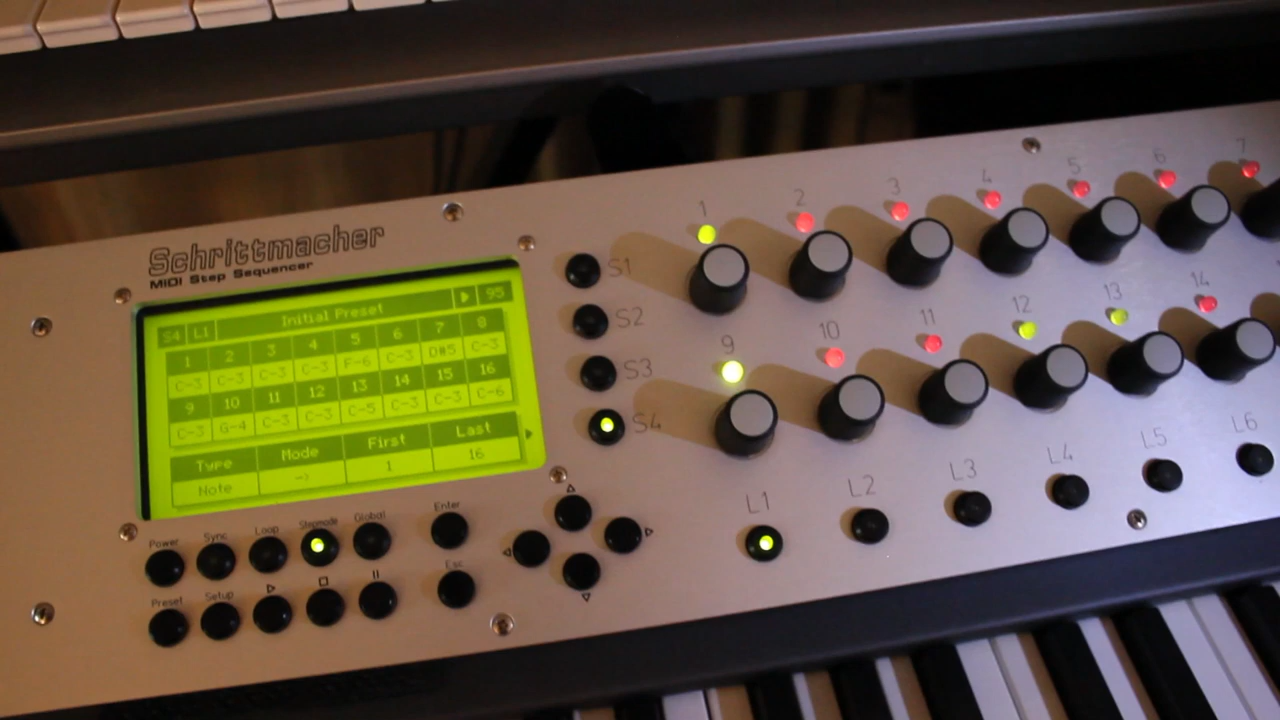 Schrittmacher
MIDI Step Sequencer
S4 L1 Initial Preset 95
1 2 3 4 5 6 7 8
C-3 C-3 C-3 C-3 F-6 C-3 D#5 C-3
9 10 11 12 13 14 15 16
C-3 G-4 C-3 C-3 C-5 C-3 C-3 C-6
Type Mode First Last
Note -> 1 16
Power Sync Loop Stepmode Global Enter
Preset Setup Esc
S1
S2
S3
S4
1 2 3 4 5 6 7
9 10 11 12 13 14
L1 L2 L3 L4 L5 L6